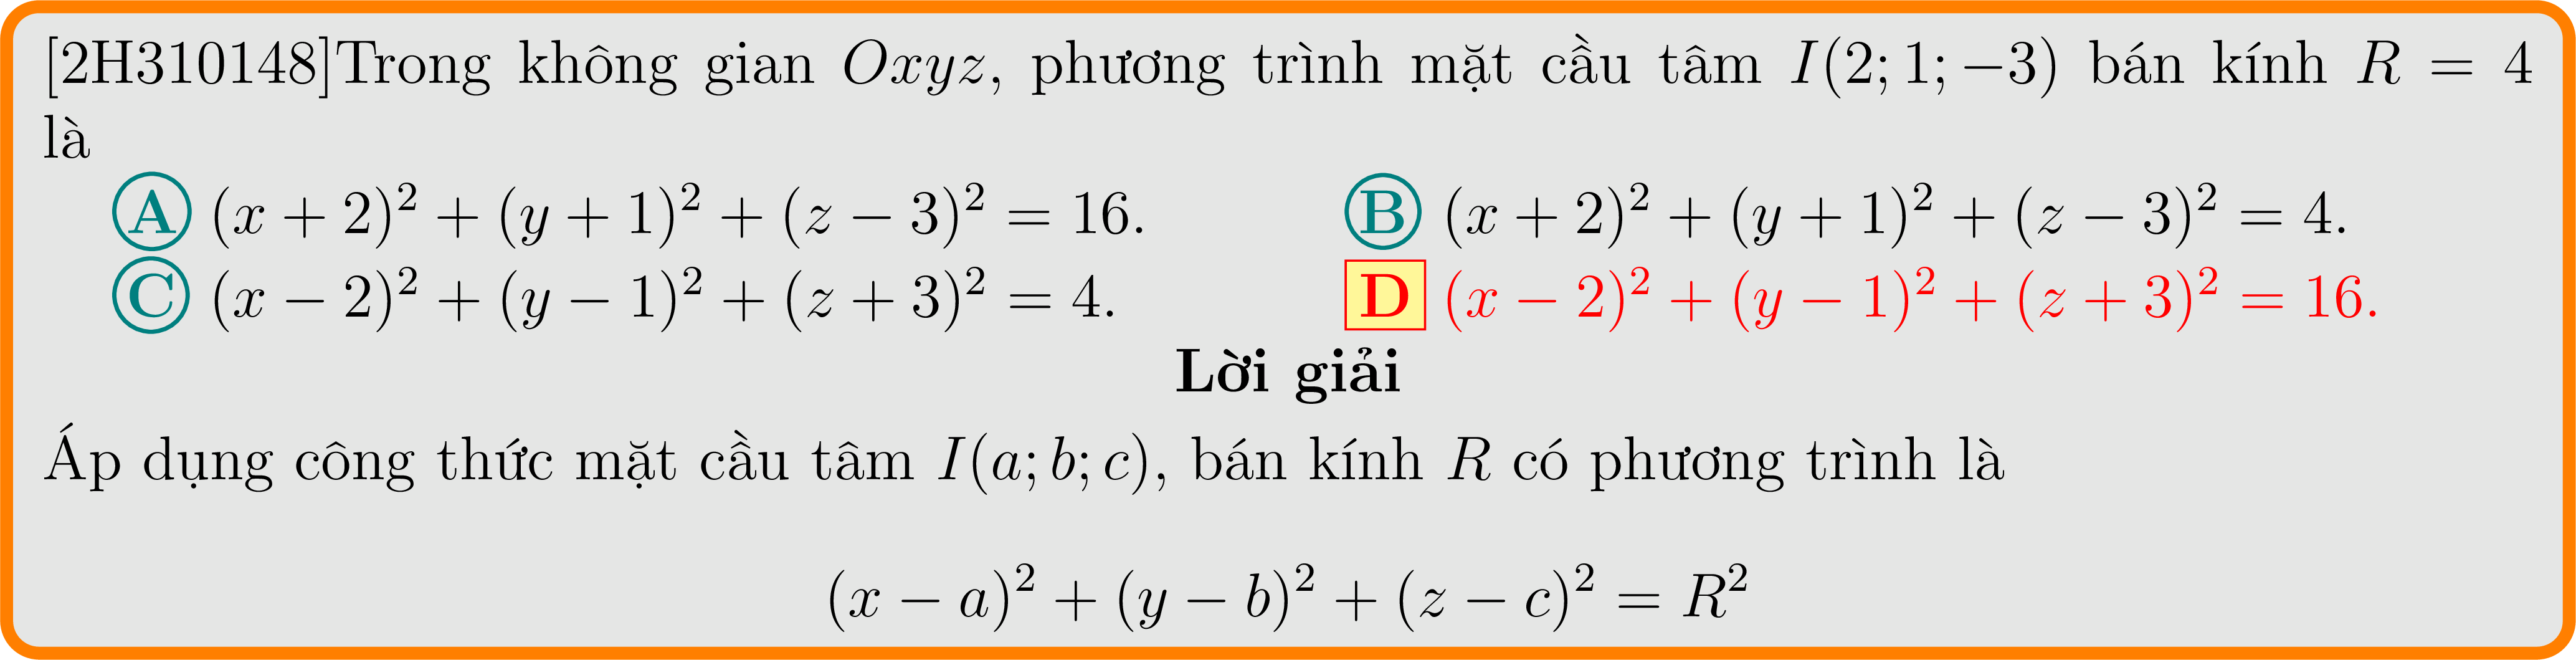 [2H310148]Trong không gian Oxyz, phương trình mặt cầu tâm I(2; 1; −3) bán kính R = 4
là
A (x + 2)² + (y + 1)² + (z − 3)² = 16. B (x + 2)² + (y + 1)² + (z − 3)² = 4.
C (x − 2)² + (y − 1)² + (z + 3)² = 4. D (x − 2)² + (y − 1)² + (z + 3)² = 16.
Lời giải
Áp dụng công thức mặt cầu tâm I(a; b; c), bán kính R có phương trình là
(x − a)² + (y − b)² + (z − c)² = R²